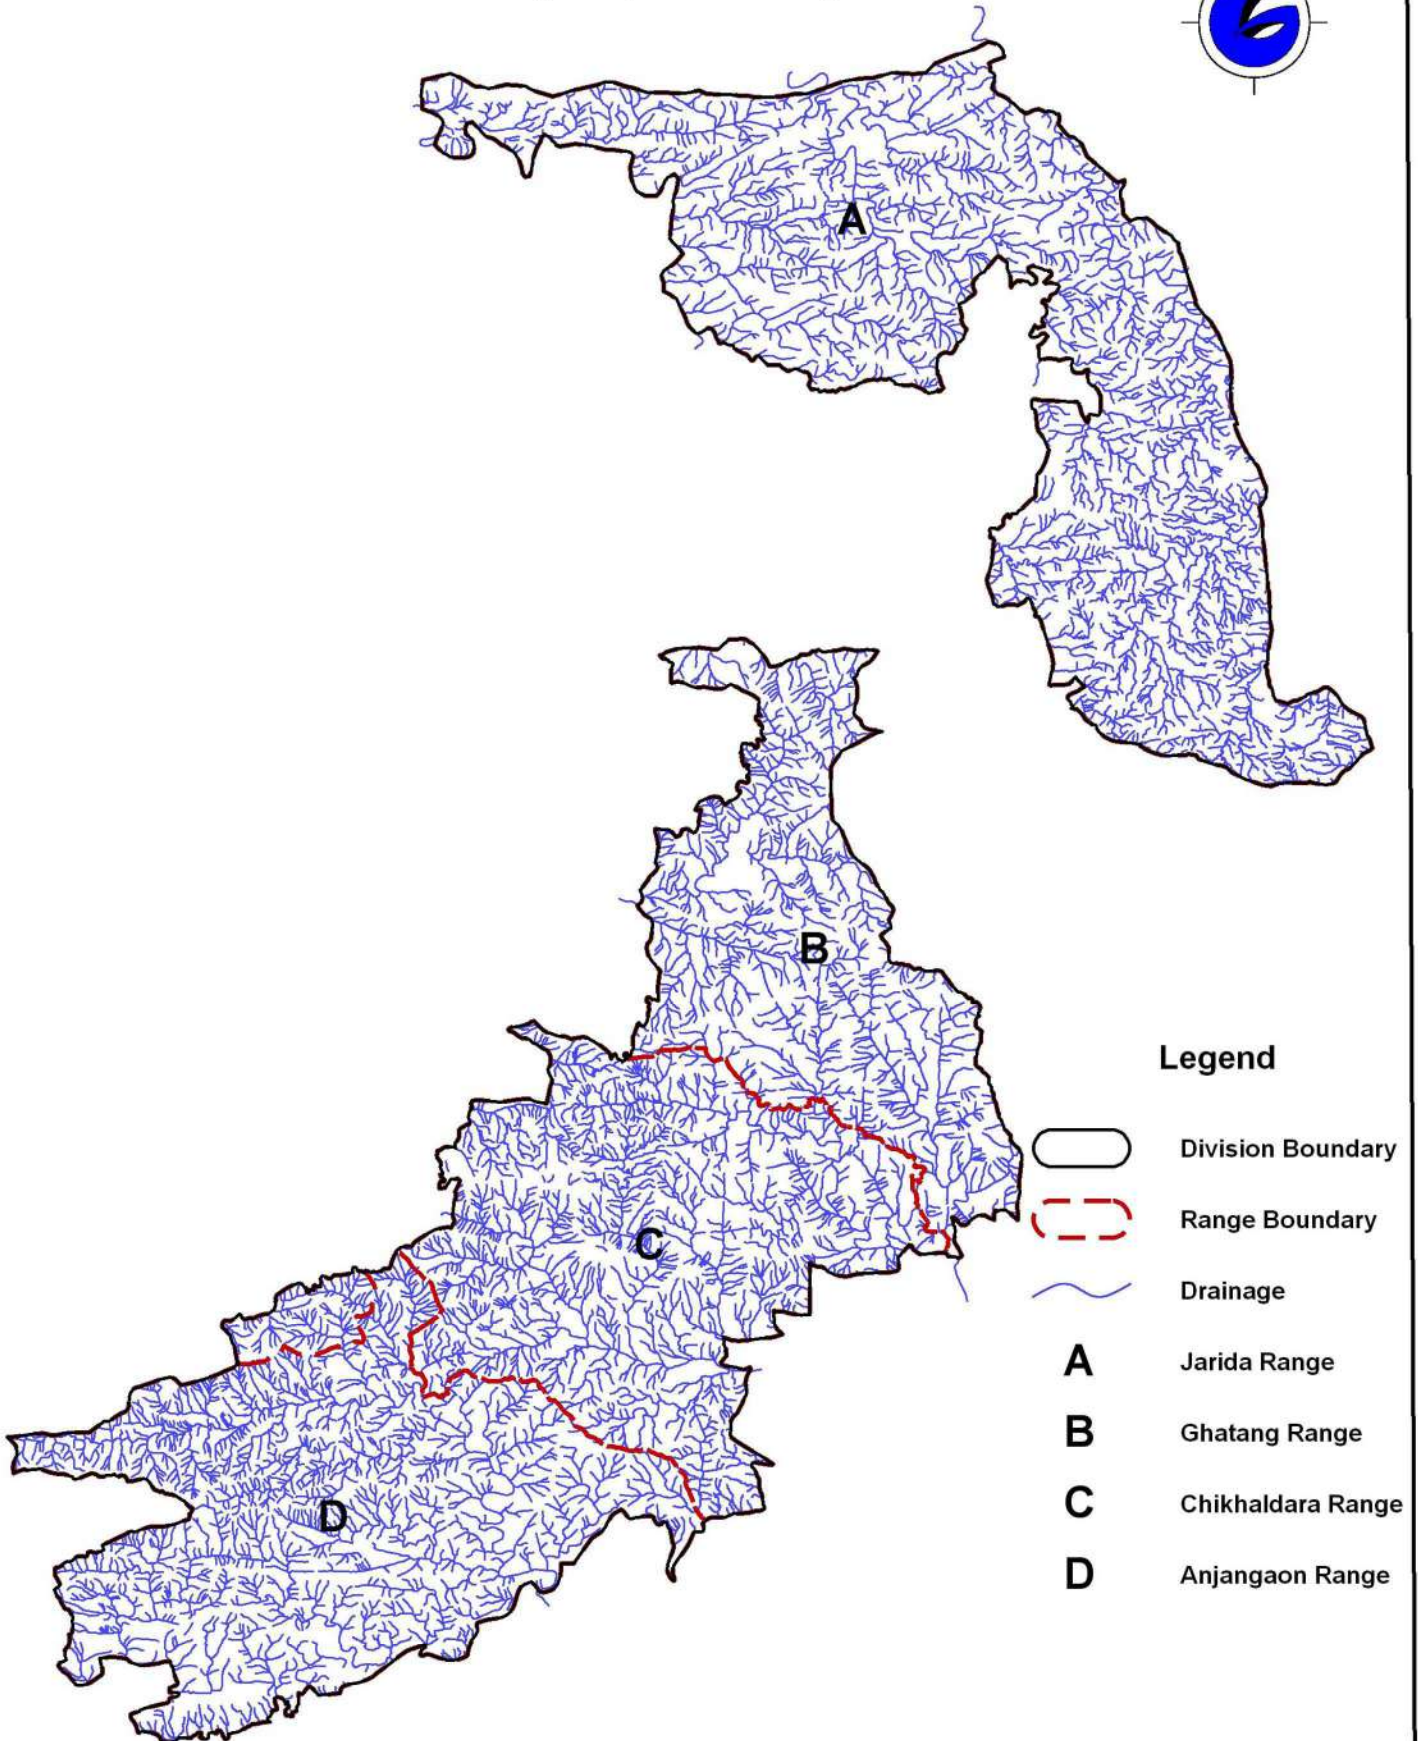 A
B
C
D
Legend
Division Boundary
Range Boundary
Drainage
A Jarida Range
B Ghatang Range
C Chikhaldara Range
D Anjangaon Range